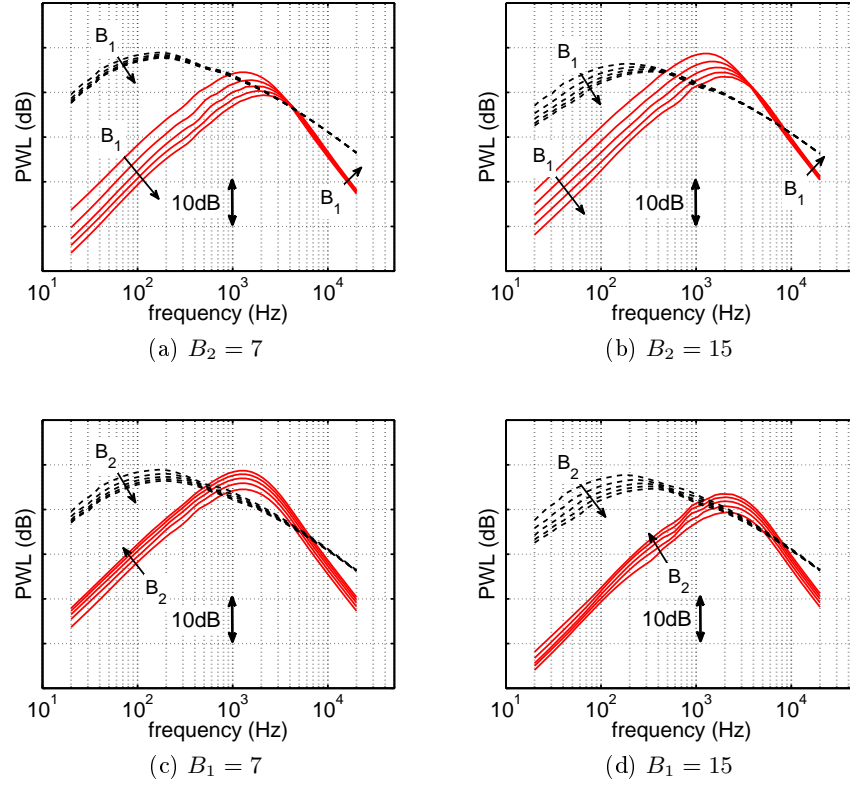 PWL (dB)
B1
B1
B1
10dB
10^1 10^2 10^3 10^4
frequency (Hz)
(a) B2 = 7
PWL (dB)
B1
B1
B1
10dB
10^1 10^2 10^3 10^4
frequency (Hz)
(b) B2 = 15
PWL (dB)
B2
B2
10dB
10^1 10^2 10^3 10^4
frequency (Hz)
(c) B1 = 7
PWL (dB)
B2
B2
10dB
10^1 10^2 10^3 10^4
frequency (Hz)
(d) B1 = 15